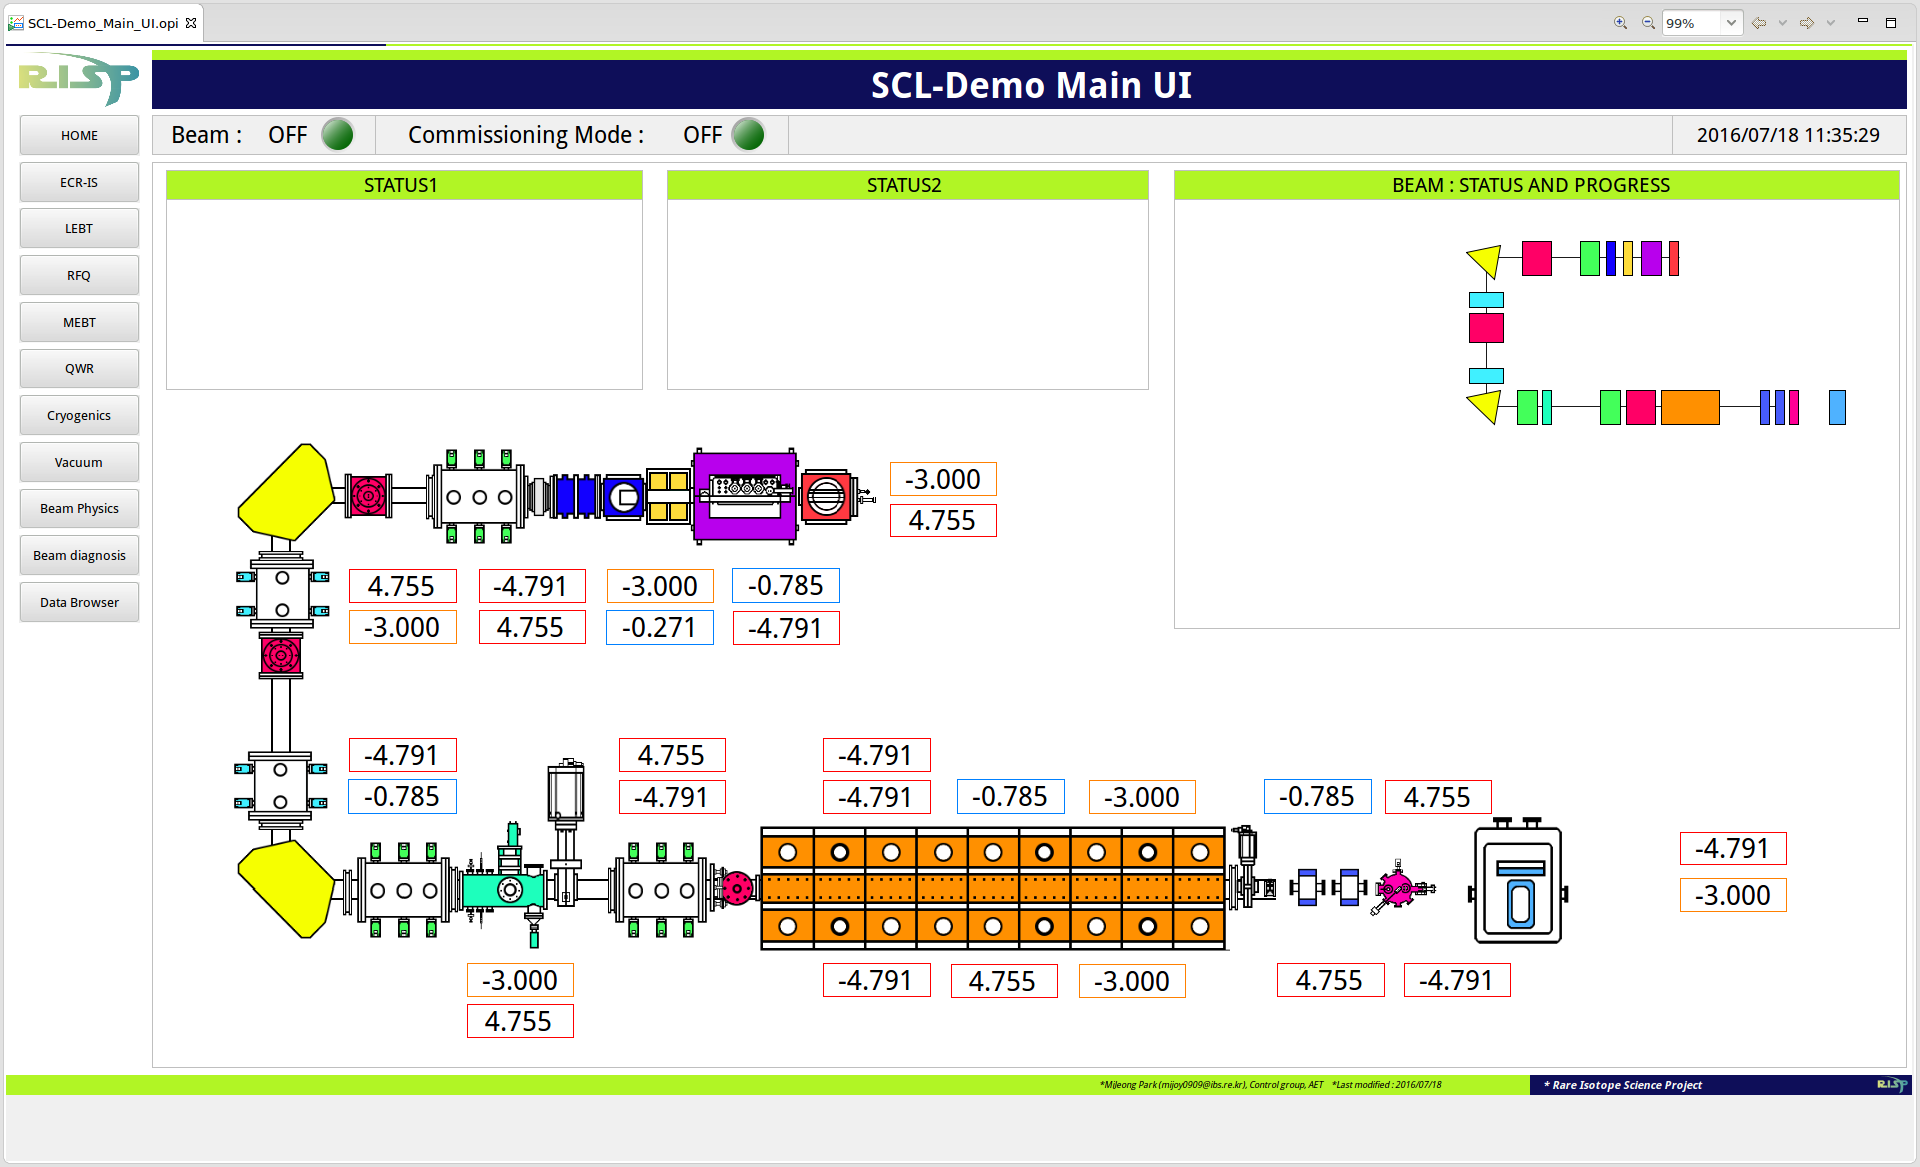 SCL-Demo_Main_UI.opi
99%
RISP
SCL-Demo Main UI
HOME
ECR-IS
LEBT
RFQ
MEBT
QWR
Cryogenics
Vacuum
Beam Physics
Beam diagnosis
Data Browser
Beam : OFF
Commissioning Mode : OFF
2016/07/18 11:35:29
STATUS1
STATUS2
BEAM : STATUS AND PROGRESS
-3.000
4.755
4.755 -4.791 -3.000 -0.785
-3.000 4.755 -0.271 -4.791
-4.791 4.755 -4.791
-0.785 -4.791 -4.791 -0.785 -3.000 -0.785 4.755
-4.791
-3.000
-3.000 -4.791 4.755 -3.000 4.755 -4.791
4.755
*MiJeong Park (mijoy0909@ibs.re.kr), Control group, AET *Last modified : 2016/07/18
* Rare Isotope Science Project
RISP